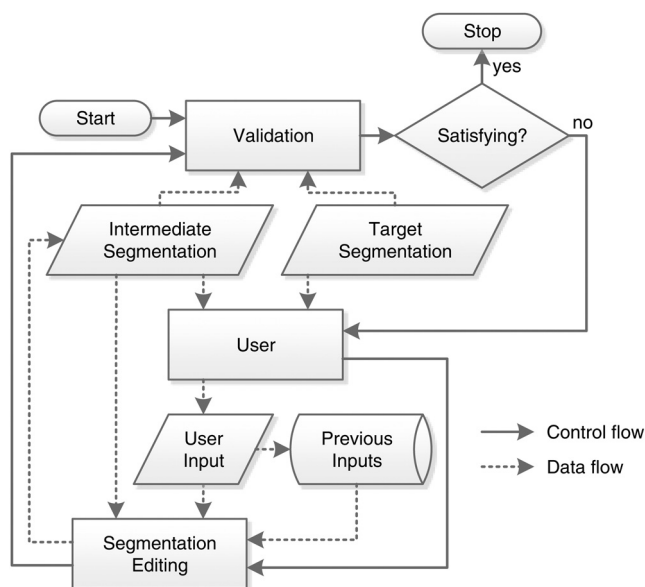 Stop
yes
Start
Validation
Satisfying?
no
Intermediate
Segmentation
Target
Segmentation
User
User
Input
Previous
Inputs
Control flow
Data flow
Segmentation
Editing